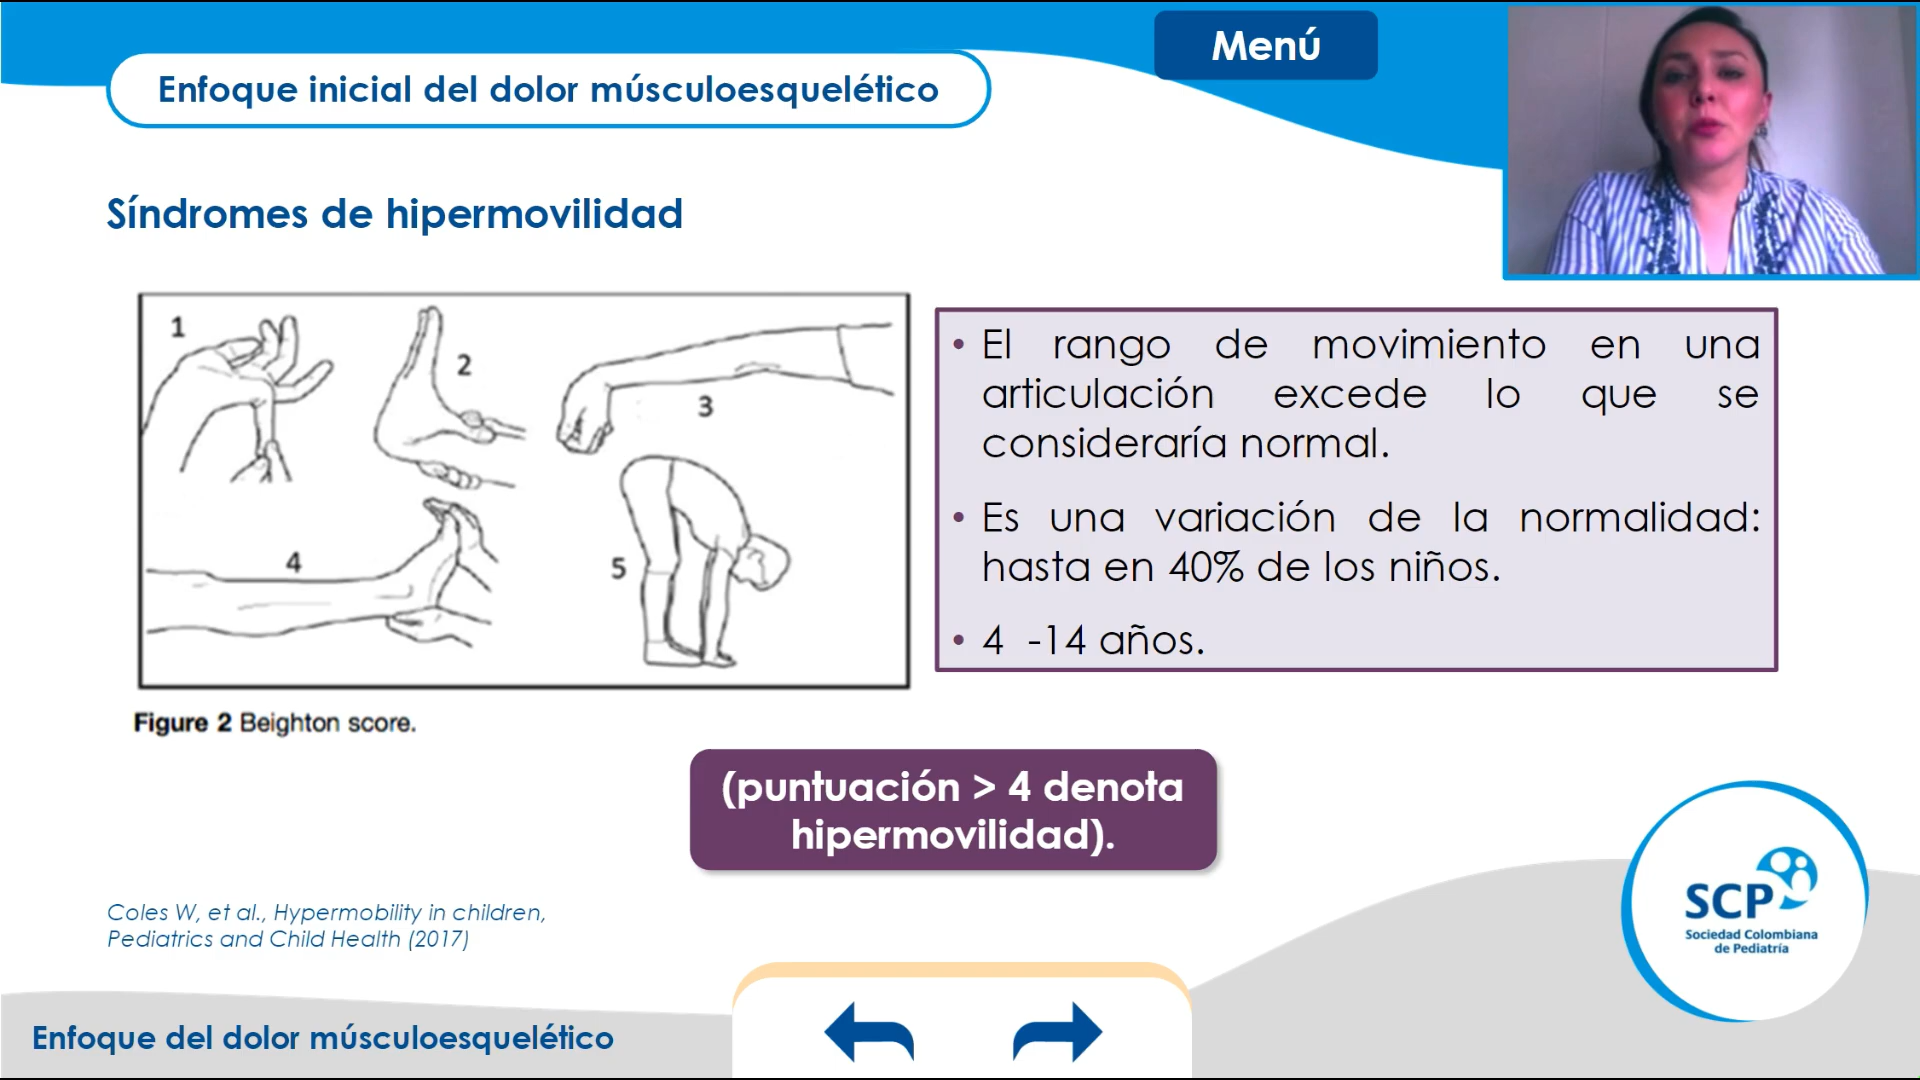 Menú
Enfoque inicial del dolor músculoesquelético
Síndromes de hipermovilidad
1
2
3
4
5
Figure 2 Beighton score.
• El rango de movimiento en una
articulación excede lo que se
consideraría normal.
• Es una variación de la normalidad:
hasta en 40% de los niños.
• 4 -14 años.
(puntuación > 4 denota
hipermovilidad).
Coles W, et al., Hypermobility in children,
Pediatrics and Child Health (2017)
SCP
Sociedad Colombiana
de Pediatría
Enfoque del dolor músculoesquelético